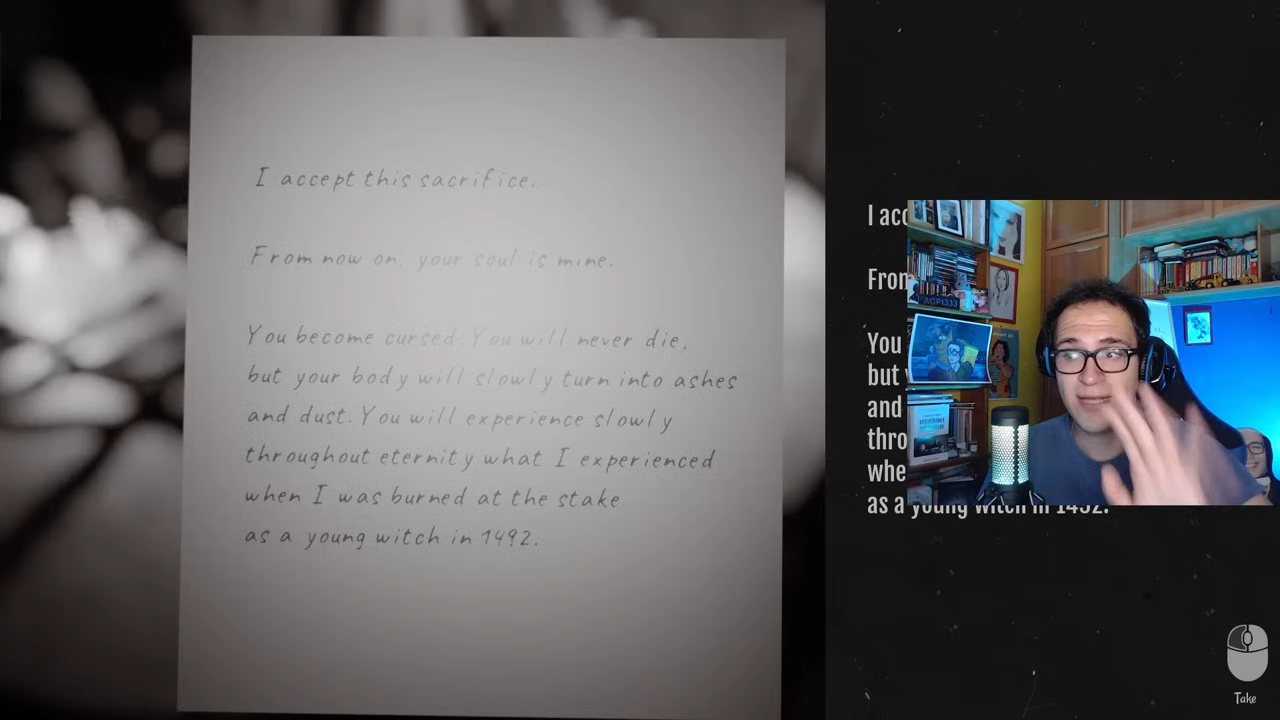 I accept this sacrifice.
From now on, your soul is mine.
You become cursed. You will never die,
but your body will slowly turn into ashes
and dust. You will experience slowly
throughout eternity what I experienced
when I was burned at the stake
as a young witch in 1492.
I acc
From
You
but
and
thro
whe
as a young witch in 1492.
AGPI333
Take